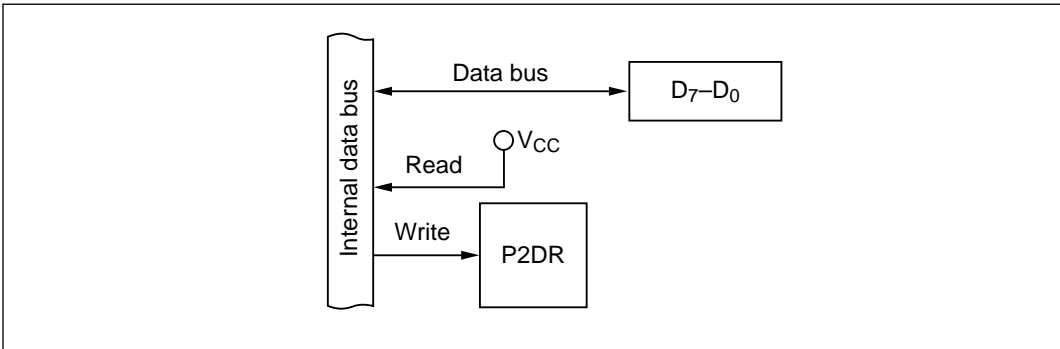 Internal data bus
Data bus
D7–D0
VCC
Read
Write
P2DR